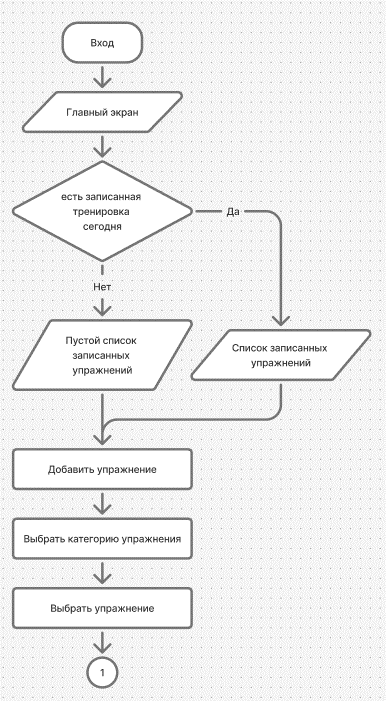 Вход
Главный экран
есть записанная
тренировка
сегодня
Да
Нет
Пустой список
записанных
упражнений
Список записанных
упражнений
Добавить упражнение
Выбрать категорию упражнения
Выбрать упражнение
1